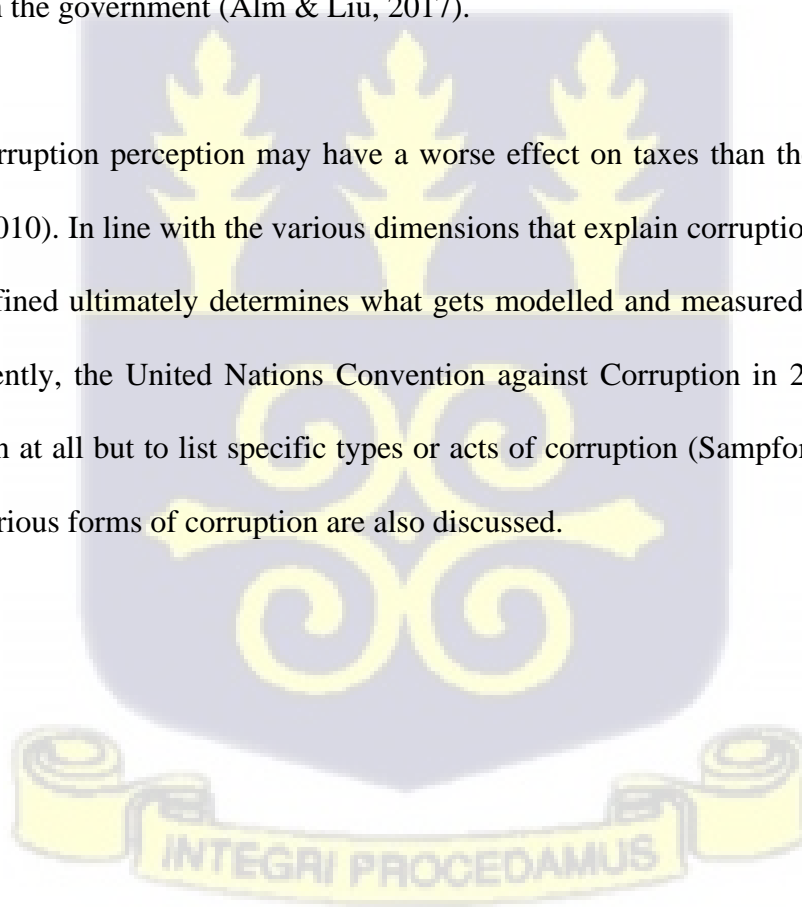 the government (Alm & Liu, 2017).
rruption perception may have a worse effect on taxes than th
010). In line with the various dimensions that explain corruptio
fined ultimately determines what gets modelled and measured
ently, the United Nations Convention against Corruption in 2
n at all but to list specific types or acts of corruption (Sampfor
rious forms of corruption are also discussed.
INTEGRI PROCEDAMUS